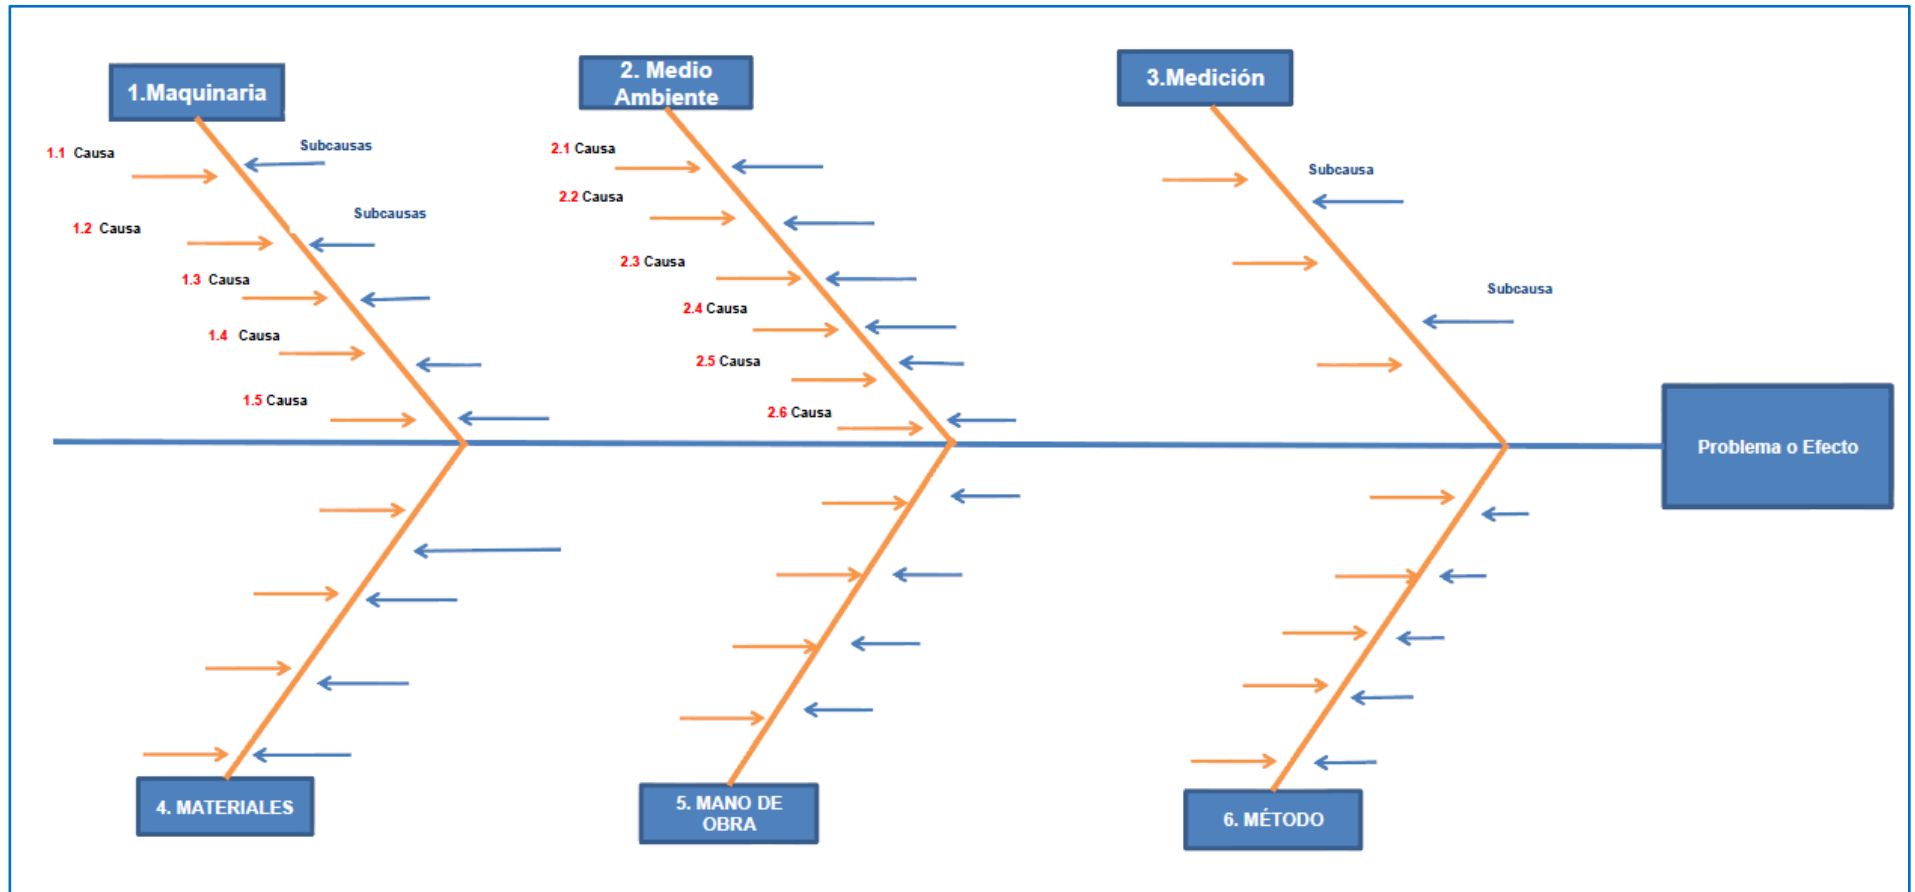 1.Maquinaria
2. Medio
Ambiente
3.Medición
1.1 Causa
Subcausas
1.2 Causa
Subcausas
1.3 Causa
1.4 Causa
1.5 Causa
2.1 Causa
2.2 Causa
2.3 Causa
2.4 Causa
2.5 Causa
2.6 Causa
Subcausa
Subcausa
Problema o Efecto
4. MATERIALES
5. MANO DE
OBRA
6. MÉTODO